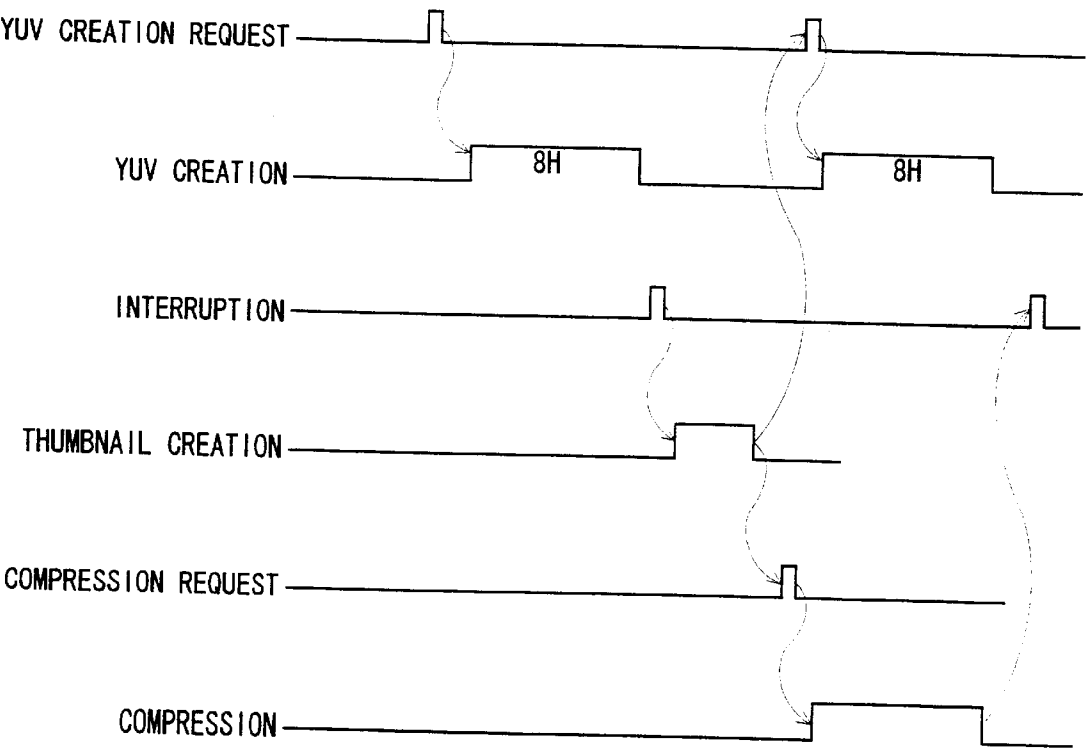 YUV CREATION REQUEST
YUV CREATION
8H
8H
INTERRUPTION
THUMBNAIL CREATION
COMPRESSION REQUEST
COMPRESSION